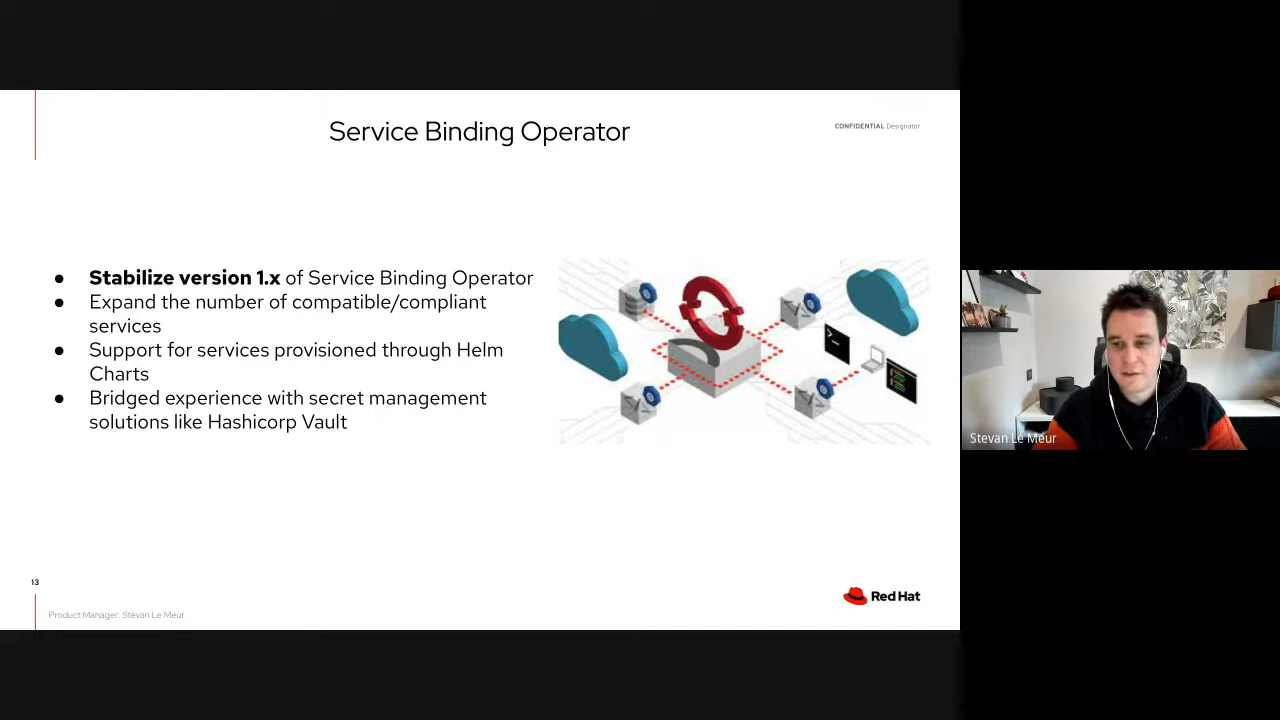 Service Binding Operator
CONFIDENTIAL Designator
● Stabilize version 1.x of Service Binding Operator
● Expand the number of compatible/compliant
services
● Support for services provisioned through Helm
Charts
● Bridged experience with secret management
solutions like Hashicorp Vault
13
Product Manager: Stevan Le Meur
Red Hat
Stevan Le Meur